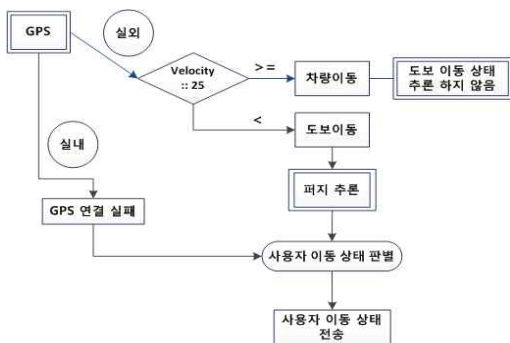 GPS
실외
Velocity
:: 25
>=
차량이동
도보 이동 상태
추론 하지 않음
<
도보이동
실내
퍼지 추론
GPS 연결 실패
사용자 이동 상태 판별
사용자 이동 상태
전송